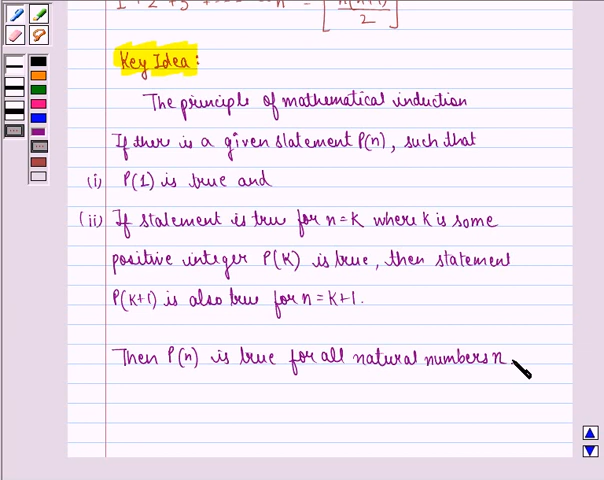 n(n+1)
2
Key Idea:
The principle of mathematical induction
If there is a given statement P(n), such that
(i) P(1) is true and
(ii) If statement is true for n=k where k is some
positive integer P(k) is true, then statement
P(k+1) is also true for n=k+1.
Then P(n) is true for all natural numbers n